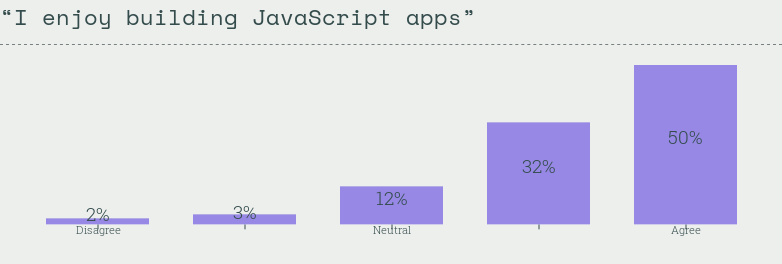 “I enjoy building JavaScript apps”
2% 3% 12% 32% 50%
Disagree Neutral Agree